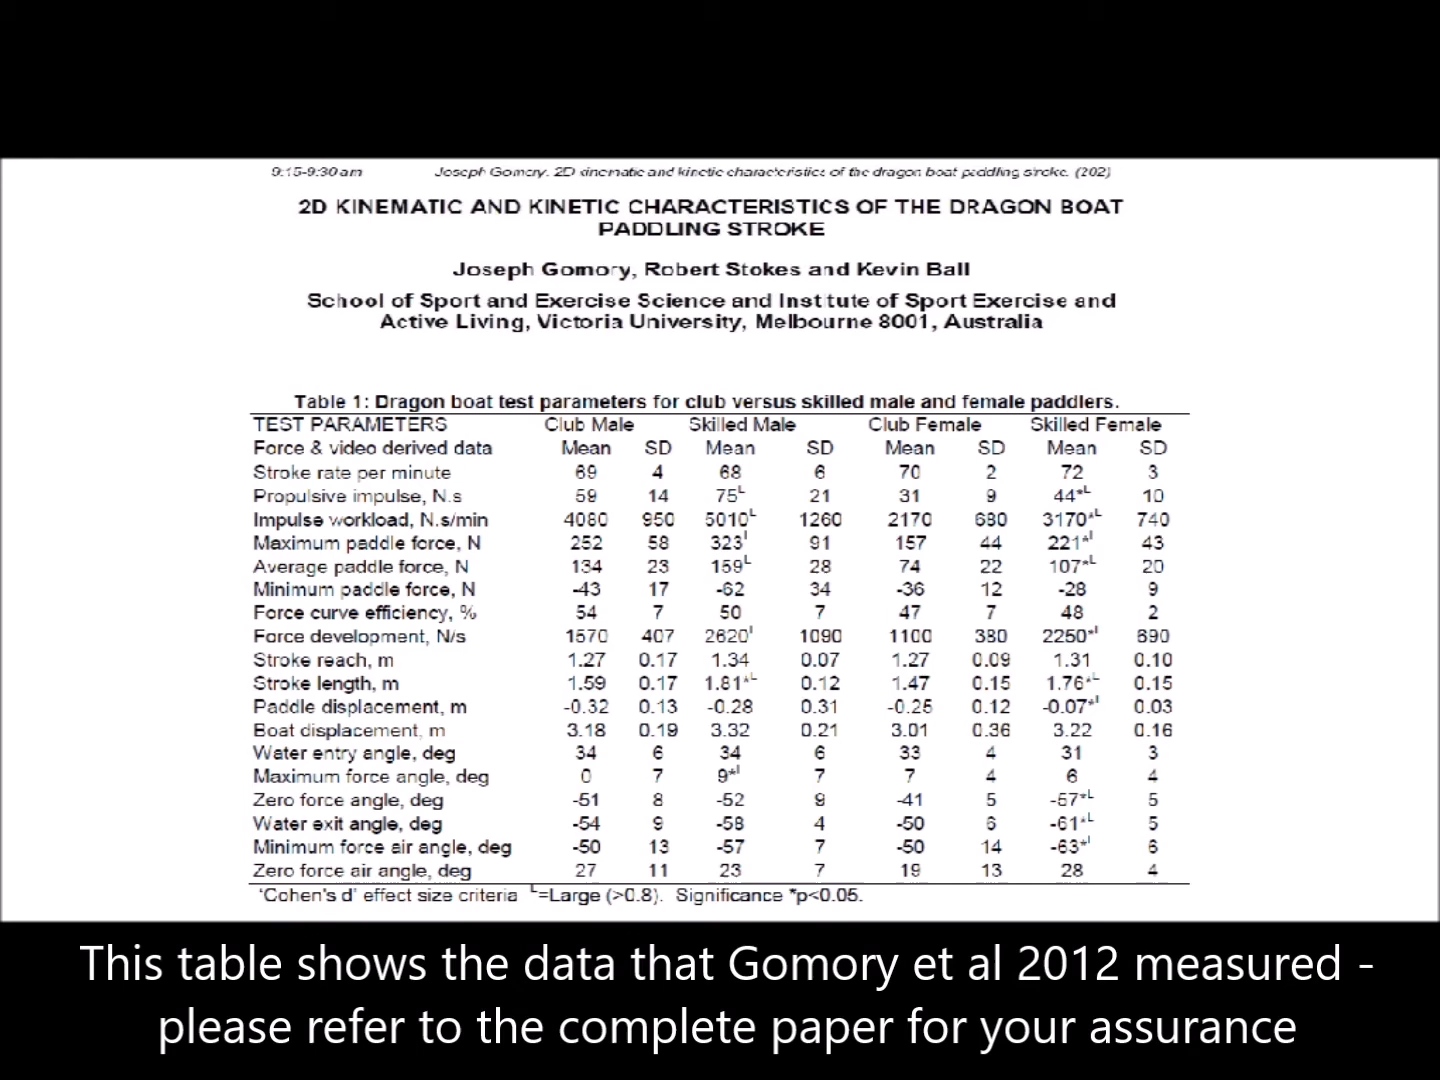 9:15-9:30am Joseph Gomory. 2D kinematic and kinetic characteristics of the dragon boat paddling stroke. (202)
2D KINEMATIC AND KINETIC CHARACTERISTICS OF THE DRAGON BOAT
PADDLING STROKE
Joseph Gomory, Robert Stokes and Kevin Ball
School of Sport and Exercise Science and Institute of Sport Exercise and
Active Living, Victoria University, Melbourne 8001, Australia
Table 1: Dragon boat test parameters for club versus skilled male and female paddlers.
TEST PARAMETERS Club Male Skilled Male Club Female Skilled Female
Force & video derived data Mean SD Mean SD Mean SD Mean SD
Stroke rate per minute 69 4 68 6 70 2 72 3
Propulsive impulse, N.s 59 14 75ᴸ 21 31 9 44*ᴸ 10
Impulse workload, N.s/min 4080 950 5010ᴸ 1260 2170 680 3170*ᴸ 740
Maximum paddle force, N 252 58 323ᴸ 91 157 44 221*ᴸ 43
Average paddle force, N 134 23 159ᴸ 28 74 22 107*ᴸ 20
Minimum paddle force, N -43 17 -62 34 -36 12 -28 9
Force curve efficiency, % 54 7 50 7 47 7 48 2
Force development, N/s 1570 407 2620ᴸ 1090 1100 380 2250*ᴸ 690
Stroke reach, m 1.27 0.17 1.34 0.07 1.27 0.09 1.31 0.10
Stroke length, m 1.59 0.17 1.81*ᴸ 0.12 1.47 0.15 1.76*ᴸ 0.15
Paddle displacement, m -0.32 0.13 -0.28 0.31 -0.25 0.12 -0.07*ᴸ 0.03
Boat displacement, m 3.18 0.19 3.32 0.21 3.01 0.36 3.22 0.16
Water entry angle, deg 34 6 34 6 33 4 31 3
Maximum force angle, deg 0 7 9*ᴸ 7 7 4 6 4
Zero force angle, deg -51 8 -52 9 -41 5 -57*ᴸ 5
Water exit angle, deg -54 9 -58 4 -50 6 -61*ᴸ 5
Minimum force air angle, deg -50 13 -57 7 -50 14 -63*ᴸ 6
Zero force air angle, deg 27 11 23 7 19 13 28 4
'Cohen's d' effect size criteria ᴸ=Large (>0.8). Significance *p<0.05.
This table shows the data that Gomory et al 2012 measured -
please refer to the complete paper for your assurance